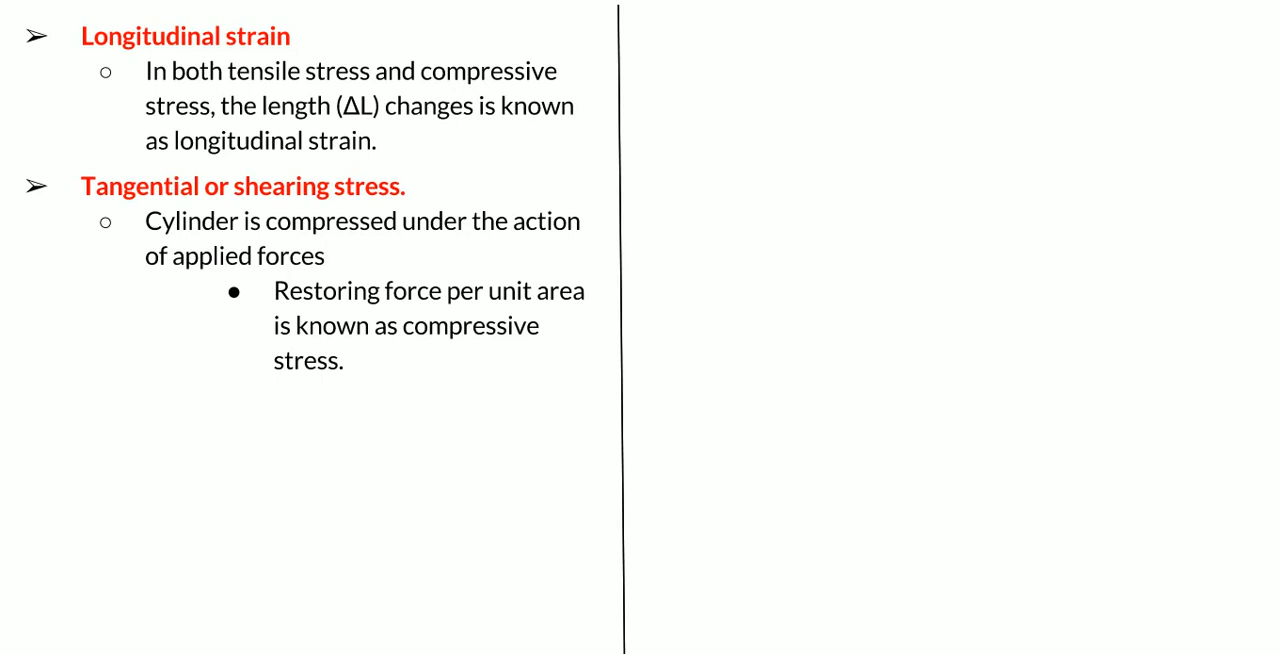 ➢ Longitudinal strain
○ In both tensile stress and compressive
stress, the length (ΔL) changes is known
as longitudinal strain.
➢ Tangential or shearing stress.
○ Cylinder is compressed under the action
of applied forces
● Restoring force per unit area
is known as compressive
stress.